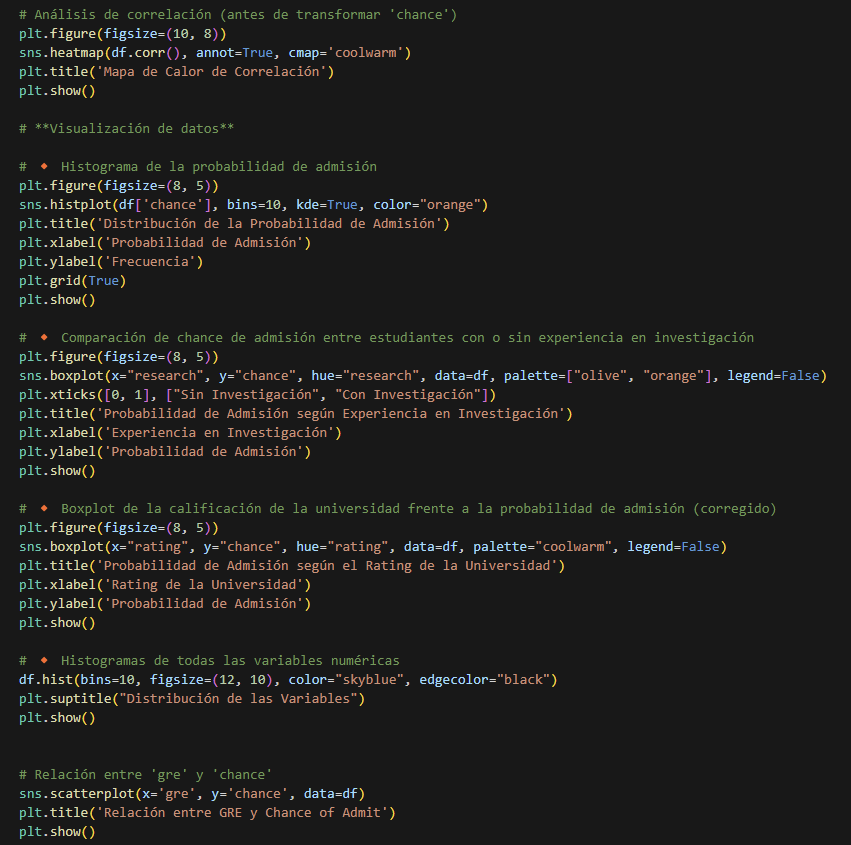 # Análisis de correlación (antes de transformar 'chance')
plt.figure(figsize=(10, 8))
sns.heatmap(df.corr(), annot=True, cmap='coolwarm')
plt.title('Mapa de Calor de Correlación')
plt.show()
# **Visualización de datos**
# 🔸 Histograma de la probabilidad de admisión
plt.figure(figsize=(8, 5))
sns.histplot(df['chance'], bins=10, kde=True, color="orange")
plt.title('Distribución de la Probabilidad de Admisión')
plt.xlabel('Probabilidad de Admisión')
plt.ylabel('Frecuencia')
plt.grid(True)
plt.show()
# 🔸 Comparación de chance de admisión entre estudiantes con o sin experiencia en investigación
plt.figure(figsize=(8, 5))
sns.boxplot(x="research", y="chance", hue="research", data=df, palette=["olive", "orange"], legend=False)
plt.xticks([0, 1], ["Sin Investigación", "Con Investigación"])
plt.title('Probabilidad de Admisión según Experiencia en Investigación')
plt.xlabel('Experiencia en Investigación')
plt.ylabel('Probabilidad de Admisión')
plt.show()
# 🔸 Boxplot de la calificación de la universidad frente a la probabilidad de admisión (corregido)
plt.figure(figsize=(8, 5))
sns.boxplot(x="rating", y="chance", hue="rating", data=df, palette="coolwarm", legend=False)
plt.title('Probabilidad de Admisión según el Rating de la Universidad')
plt.xlabel('Rating de la Universidad')
plt.ylabel('Probabilidad de Admisión')
plt.show()
# 🔸 Histogramas de todas las variables numéricas
df.hist(bins=10, figsize=(12, 10), color="skyblue", edgecolor="black")
plt.suptitle("Distribución de las Variables")
plt.show()
# Relación entre 'gre' y 'chance'
sns.scatterplot(x='gre', y='chance', data=df)
plt.title('Relación entre GRE y Chance of Admit')
plt.show()